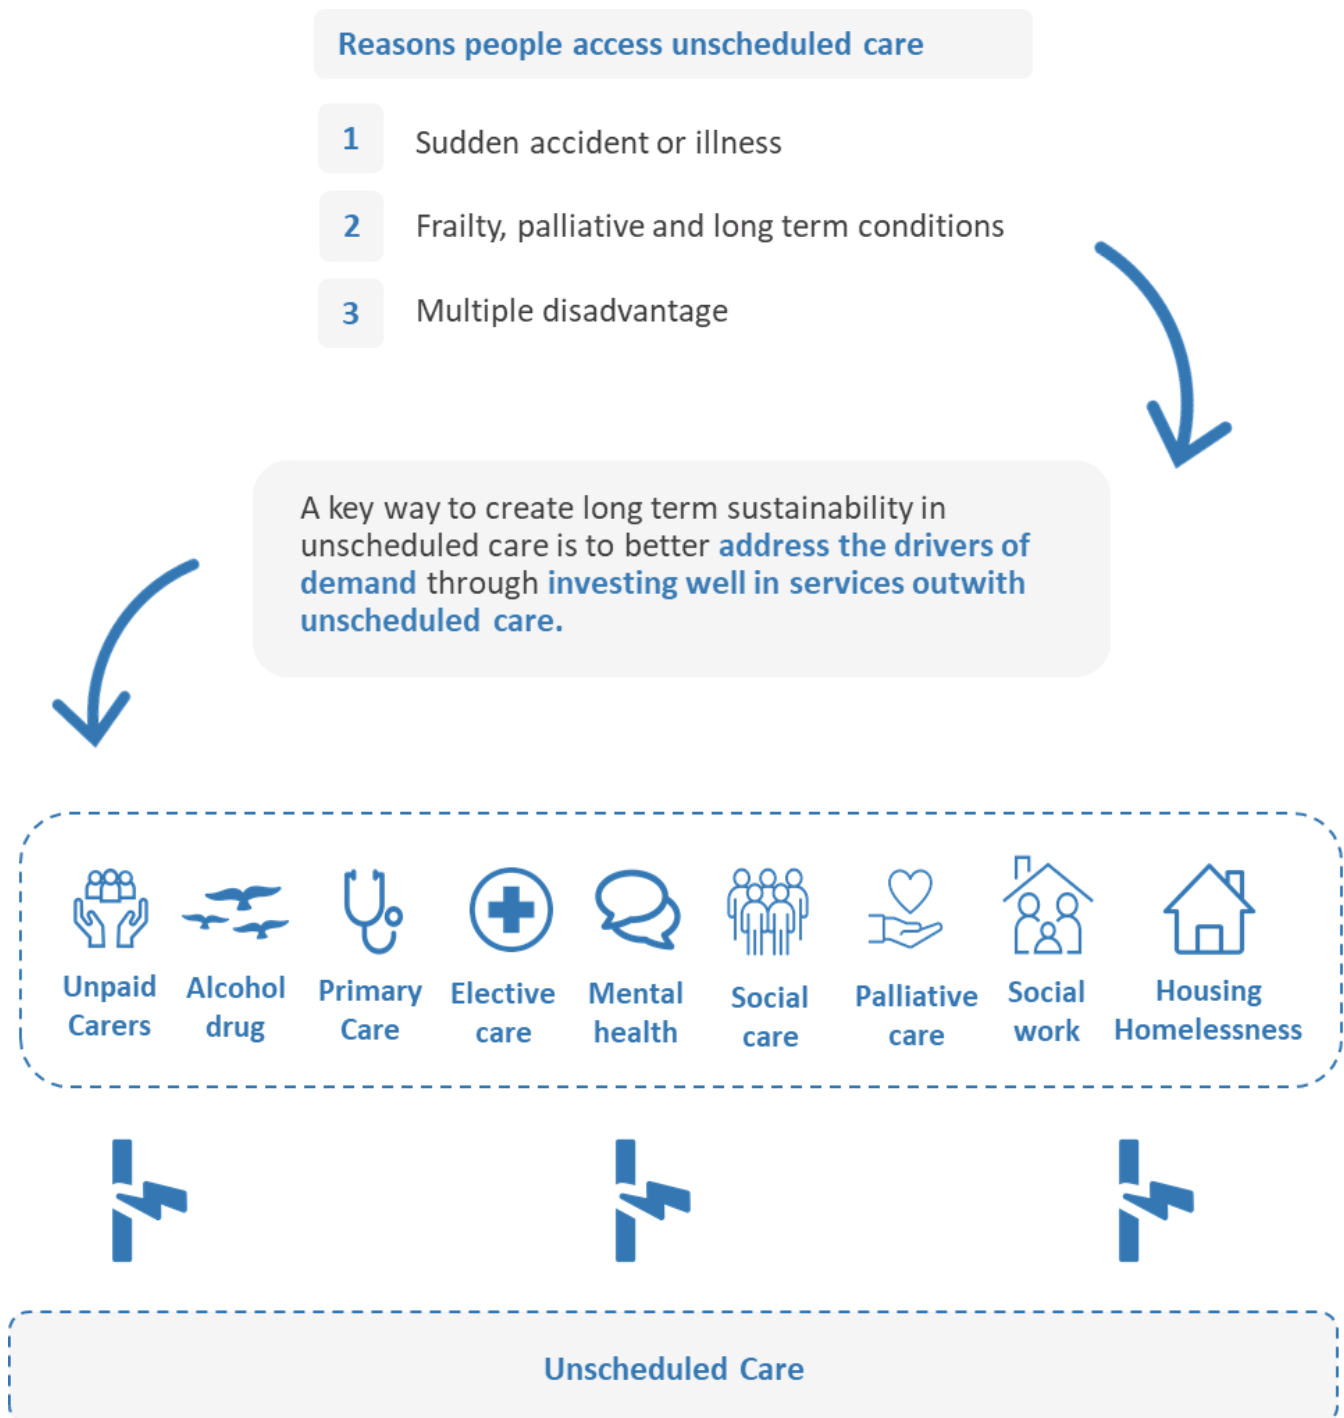 Reasons people access unscheduled care
1 Sudden accident or illness
2 Frailty, palliative and long term conditions
3 Multiple disadvantage
A key way to create long term sustainability in
unscheduled care is to better address the drivers of
demand through investing well in services outwith
unscheduled care.
Unpaid
Carers
Alcohol
drug
Primary
Care
Elective
care
Mental
health
Social
care
Palliative
care
Social
work
Housing
Homelessness
Unscheduled Care